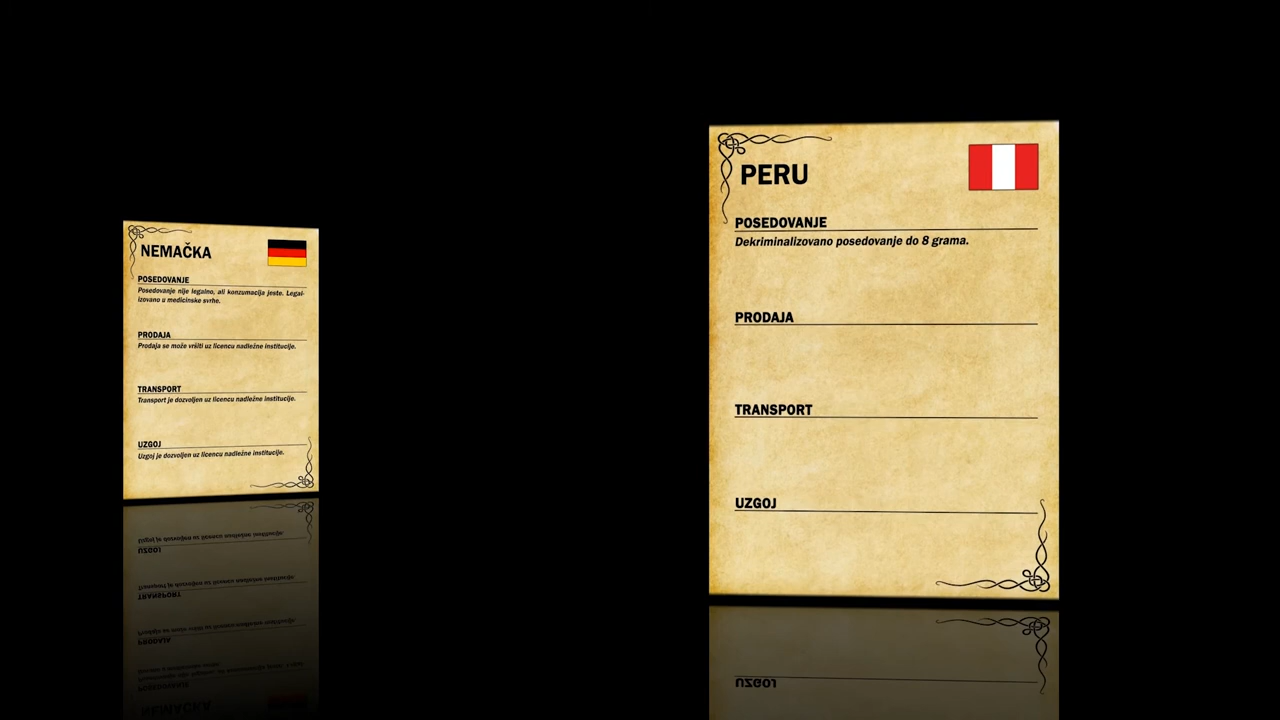 NEMAČKA
POSEDOVANJE
Posedovanje nije legalno, ali konzumacija jeste. Legal-
izovano u medicinske svrhe.
PRODAJA
Prodaja se može vršiti uz licencu nadležne institucije.
TRANSPORT
Transport je dozvoljen uz licencu nadležne institucije.
UZGOJ
Uzgoj je dozvoljen uz licencu nadležne institucije.
PERU
POSEDOVANJE
Dekriminalizovano posedovanje do 8 grama.
PRODAJA
TRANSPORT
UZGOJ